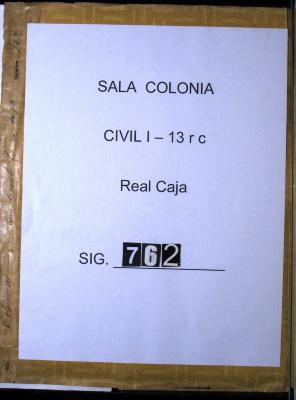 SALA COLONIA
CIVIL I – 13 r c
Real Caja
SIG. 762